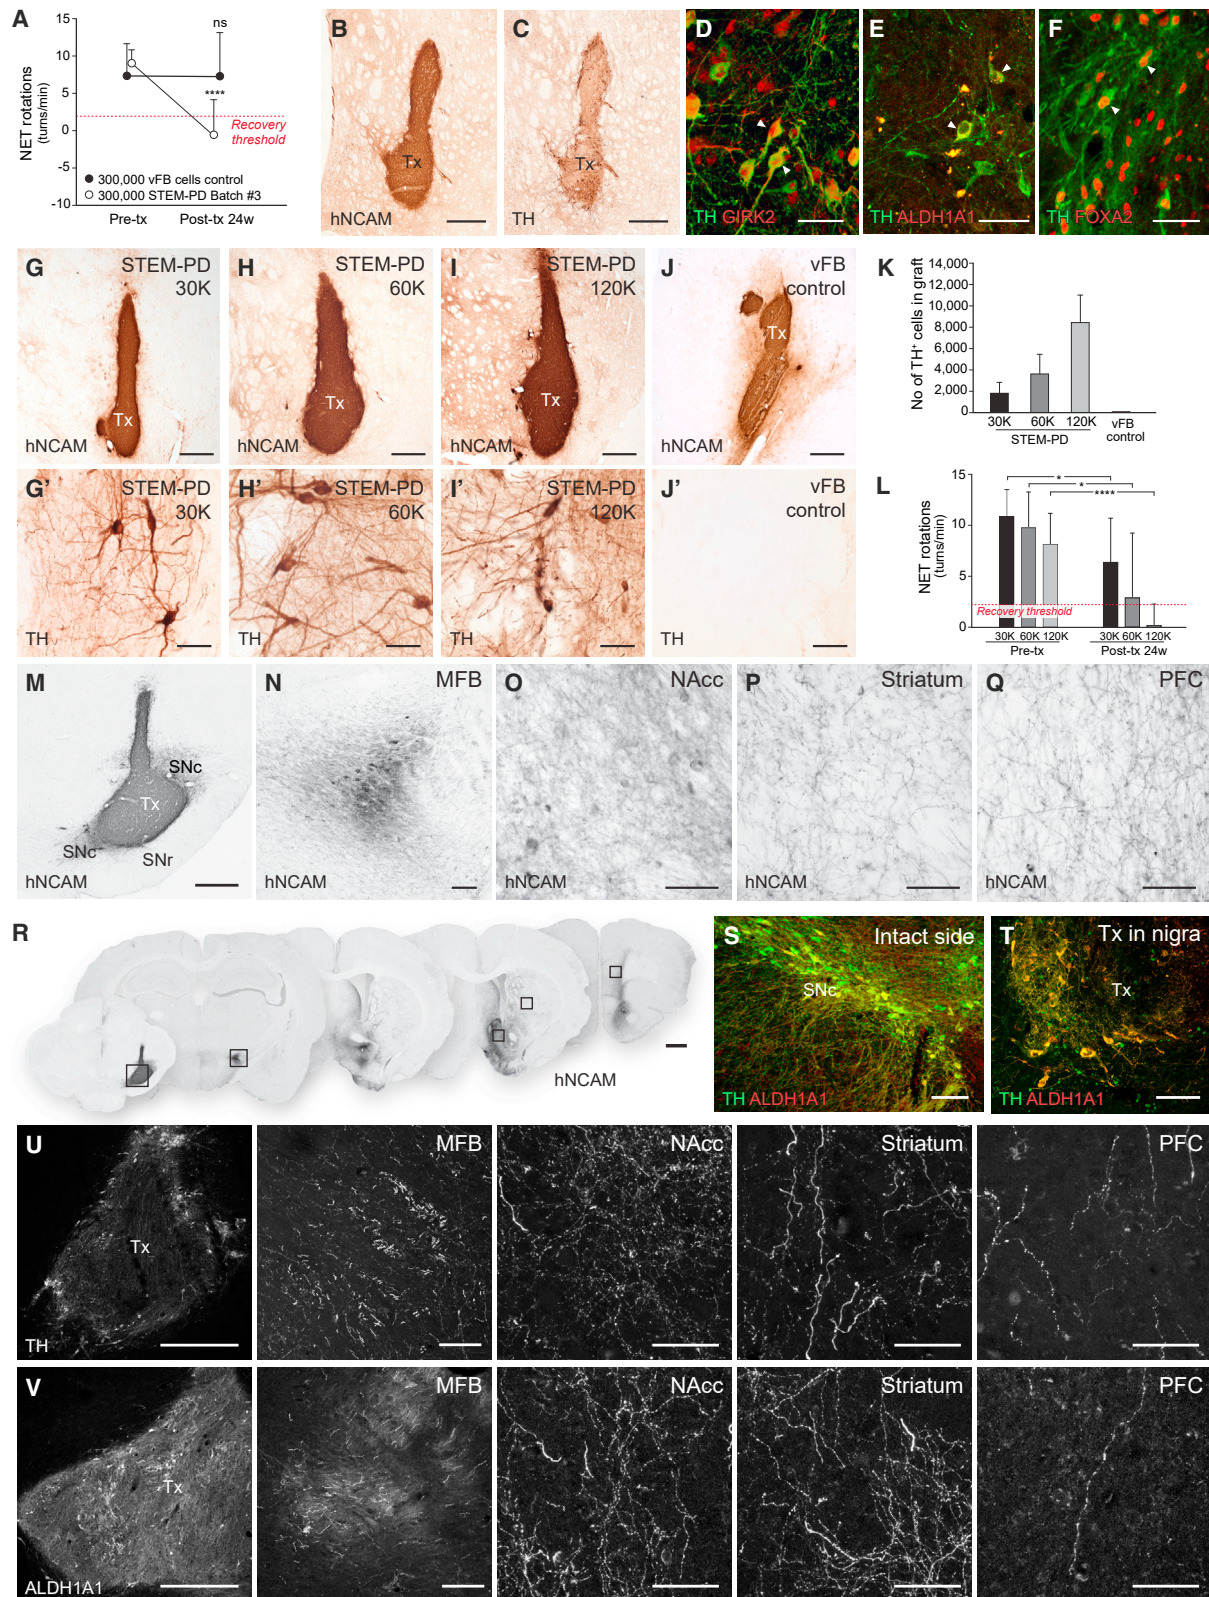 A
NET rotations
(turns/min)
15
10
5
0
-5
-10
ns
****
Recovery
threshold
300,000 vFB cells control
300,000 STEM-PD Batch #3
Pre-tx
Post-tx 24w
B
Tx
hNCAM
C
Tx
TH
D
TH GIRK2
E
TH ALDH1A1
F
TH FOXA2
G
STEM-PD
30K
Tx
hNCAM
H
STEM-PD
60K
Tx
hNCAM
I
STEM-PD
120K
Tx
hNCAM
J
vFB
control
Tx
hNCAM
K
No of TH+ cells in graft
14,000
12,000
10,000
8,000
6,000
4,000
2,000
0
30K 60K 120K vFB
STEM-PD control
G'
STEM-PD
30K
TH
H'
STEM-PD
60K
TH
I'
STEM-PD
120K
TH
J'
vFB
control
TH
L
NET rotations
(turns/min)
15
10
5
0
*
*
****
Recovery threshold
30K 60K 120K 30K 60K 120K
Pre-tx Post-tx 24w
M
SNc
Tx
SNc
SNr
hNCAM
N
MFB
hNCAM
O
NAcc
hNCAM
P
Striatum
hNCAM
Q
PFC
hNCAM
R
hNCAM
S
Intact side
SNc
TH ALDH1A1
T
Tx in nigra
Tx
TH ALDH1A1
U
Tx
TH
MFB
NAcc
Striatum
PFC
V
Tx
ALDH1A1
MFB
NAcc
Striatum
PFC